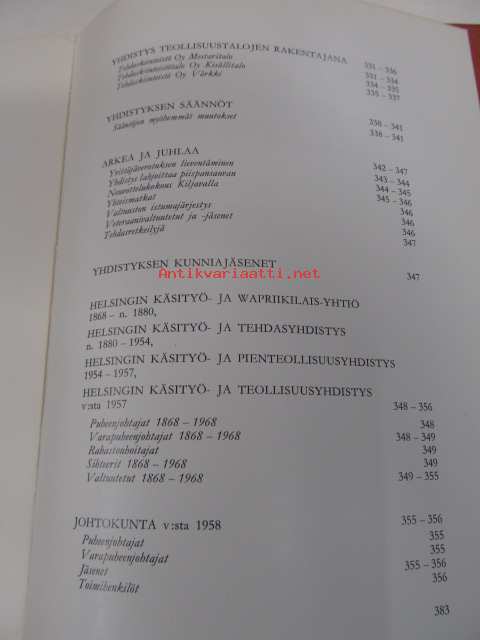 YHDISTYS TEOLLISUUSTALOJEN RAKENTAJANA 331 – 336
Tehdaskiinteistö Oy Mestaritalo 331 – 334
Tehdaskiinteistötalo Oy Kisällitalo 334 – 335
Tehdaskiinteistö Oy Värkki 335 – 337
YHDISTYKSEN SÄÄNNÖT 338 – 341
Sääntöjen myöhemmät muutokset 338 – 341
ARKEA JA JUHLAA 342 – 347
Yrittäjäverotuksen lieventäminen 343 – 344
Yhdistys lahjoittaa piispansauvan 344 – 345
Neuvottelukokous Kiljavalla 345 – 346
Yhteismatkat 346
Valtuuston istumajärjestys 346
Veteraanivaltuutetut ja -jäsenet 346
Tehdasretkeilyjä 347
YHDISTYKSEN KUNNIAJÄSENET 347
Antikvariaatti.net
HELSINGIN KÄSITYÖ- JA WAPRIIKILAIS-YHTIÖ
1868 – n. 1880,
HELSINGIN KÄSITYÖ- JA TEHDASYHDISTYS
n. 1880 – 1954,
HELSINGIN KÄSITYÖ- JA PIENTEOLLISUUSYHDISTYS
1954 – 1957,
HELSINGIN KÄSITYÖ- JA TEOLLISUUSYHDISTYS
v:sta 1957 348 – 356
Puheenjohtajat 1868 – 1968 348
Varapuheenjohtajat 1868 – 1968 348 – 349
Rahastonhoitajat 349
Sihteerit 1868 – 1968 349
Valtuutetut 1868 – 1968 349 – 355
JOHTOKUNTA v:sta 1958 355 – 356
Puheenjohtajat 355
Varapuheenjohtajat 355
Jäsenet 355 – 356
Toimihenkilöt 356
383